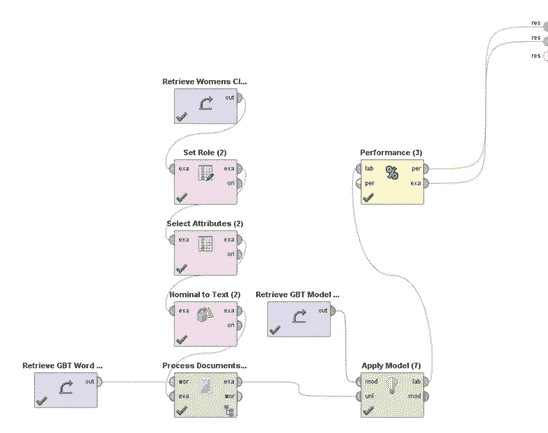 res
res
res
Retrieve Womens Cl...
out
Set Role (2)
exa exa
ori
Performance (3)
lab per
per exa
Select Attributes (2)
exa exa
ori
Nominal to Text (2)
exa exa
ori
Retrieve GBT Model ...
out
Retrieve GBT Word ...
out
Process Documents...
wor exa
exa wor
Apply Model (7)
mod lab
unl mod